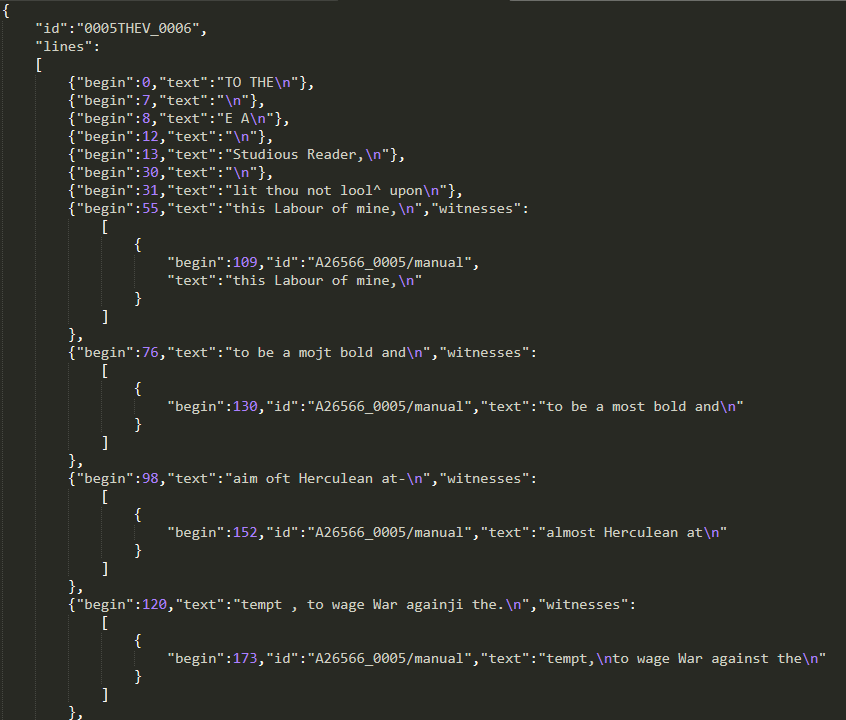 {
"id":"0005THEV_0006",
"lines":
[
{"begin":0,"text":"TO THE\n"},
{"begin":7,"text":"\n"},
{"begin":8,"text":"E A\n"},
{"begin":12,"text":"\n"},
{"begin":13,"text":"Studious Reader,\n"},
{"begin":30,"text":"\n"},
{"begin":31,"text":"lit thou not lool^ upon\n"},
{"begin":55,"text":"this Labour of mine,\n","witnesses":
[
{
"begin":109,"id":"A26566_0005/manual",
"text":"this Labour of mine,\n"
}
]
},
{"begin":76,"text":"to be a mojt bold and\n","witnesses":
[
{
"begin":130,"id":"A26566_0005/manual","text":"to be a most bold and\n"
}
]
},
{"begin":98,"text":"aim oft Herculean at-\n","witnesses":
[
{
"begin":152,"id":"A26566_0005/manual","text":"almost Herculean at\n"
}
]
},
{"begin":120,"text":"tempt , to wage War againji the.\n","witnesses":
[
{
"begin":173,"id":"A26566_0005/manual","text":"tempt,\nto wage War against the\n"
}
]
},